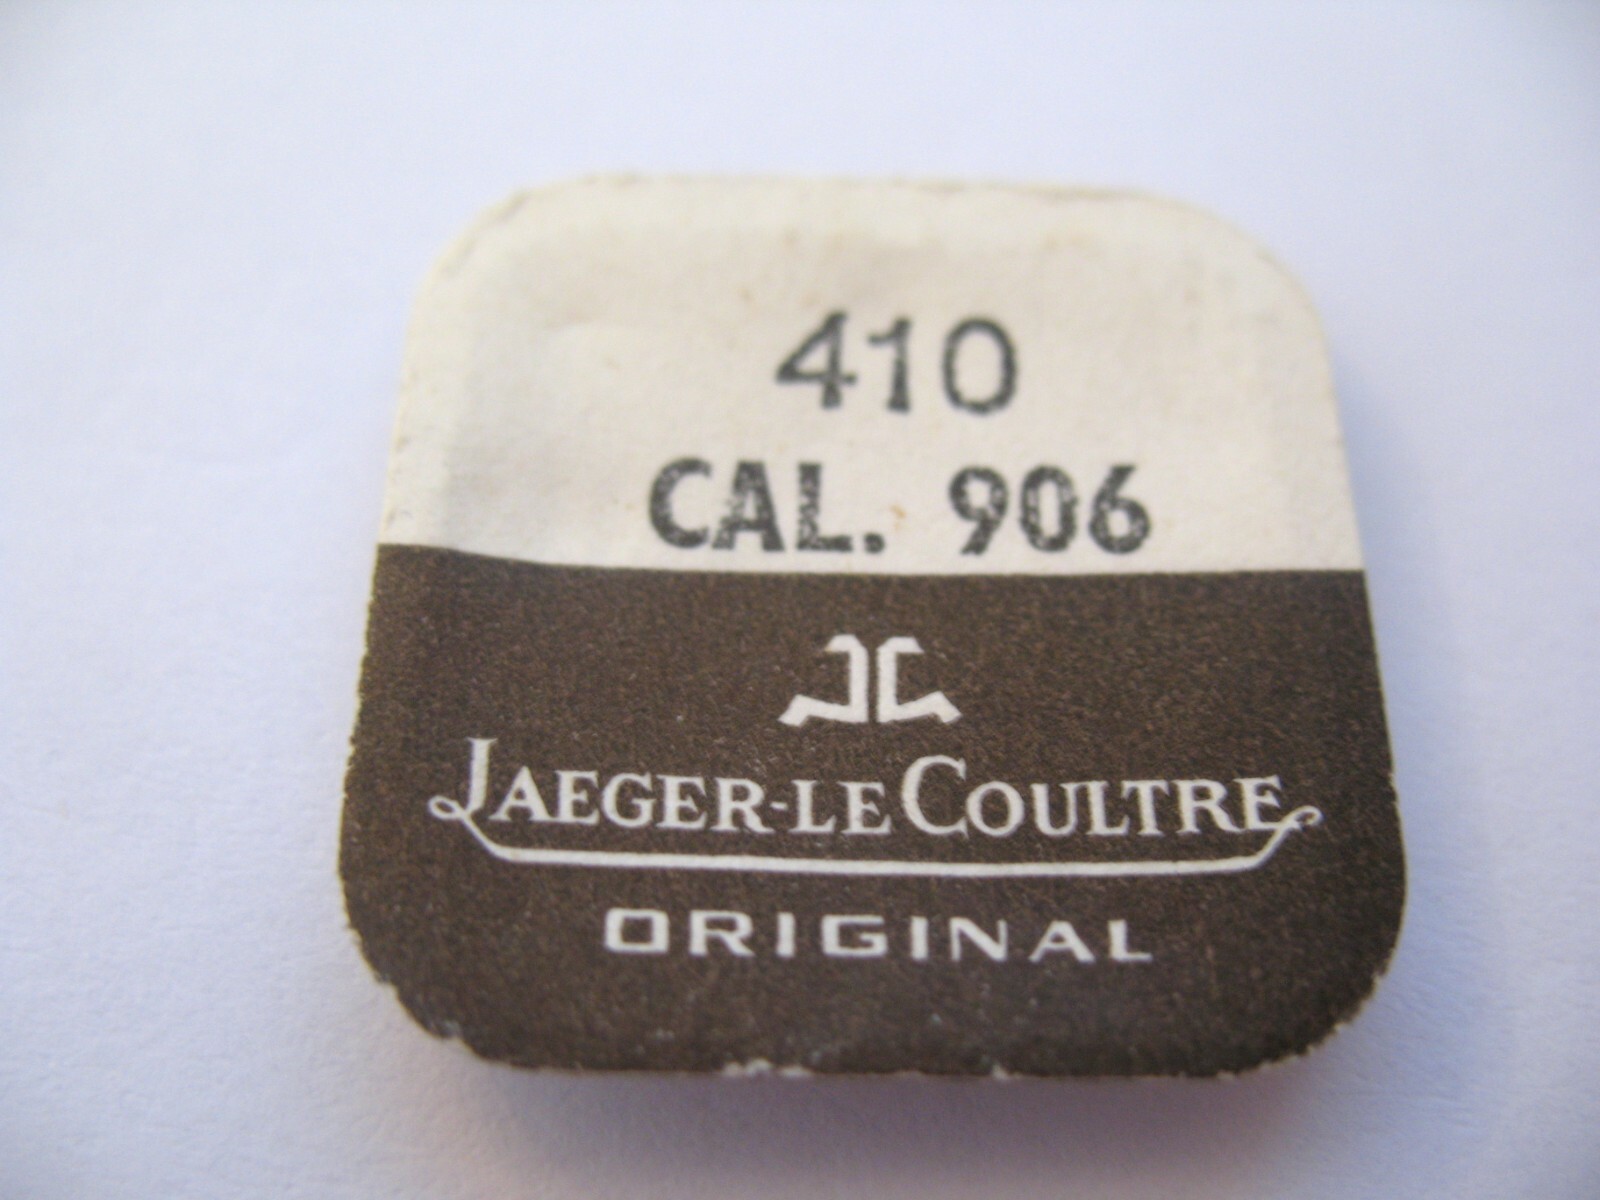 410
CAL. 906
JAEGER-LECOULTRE
ORIGINAL